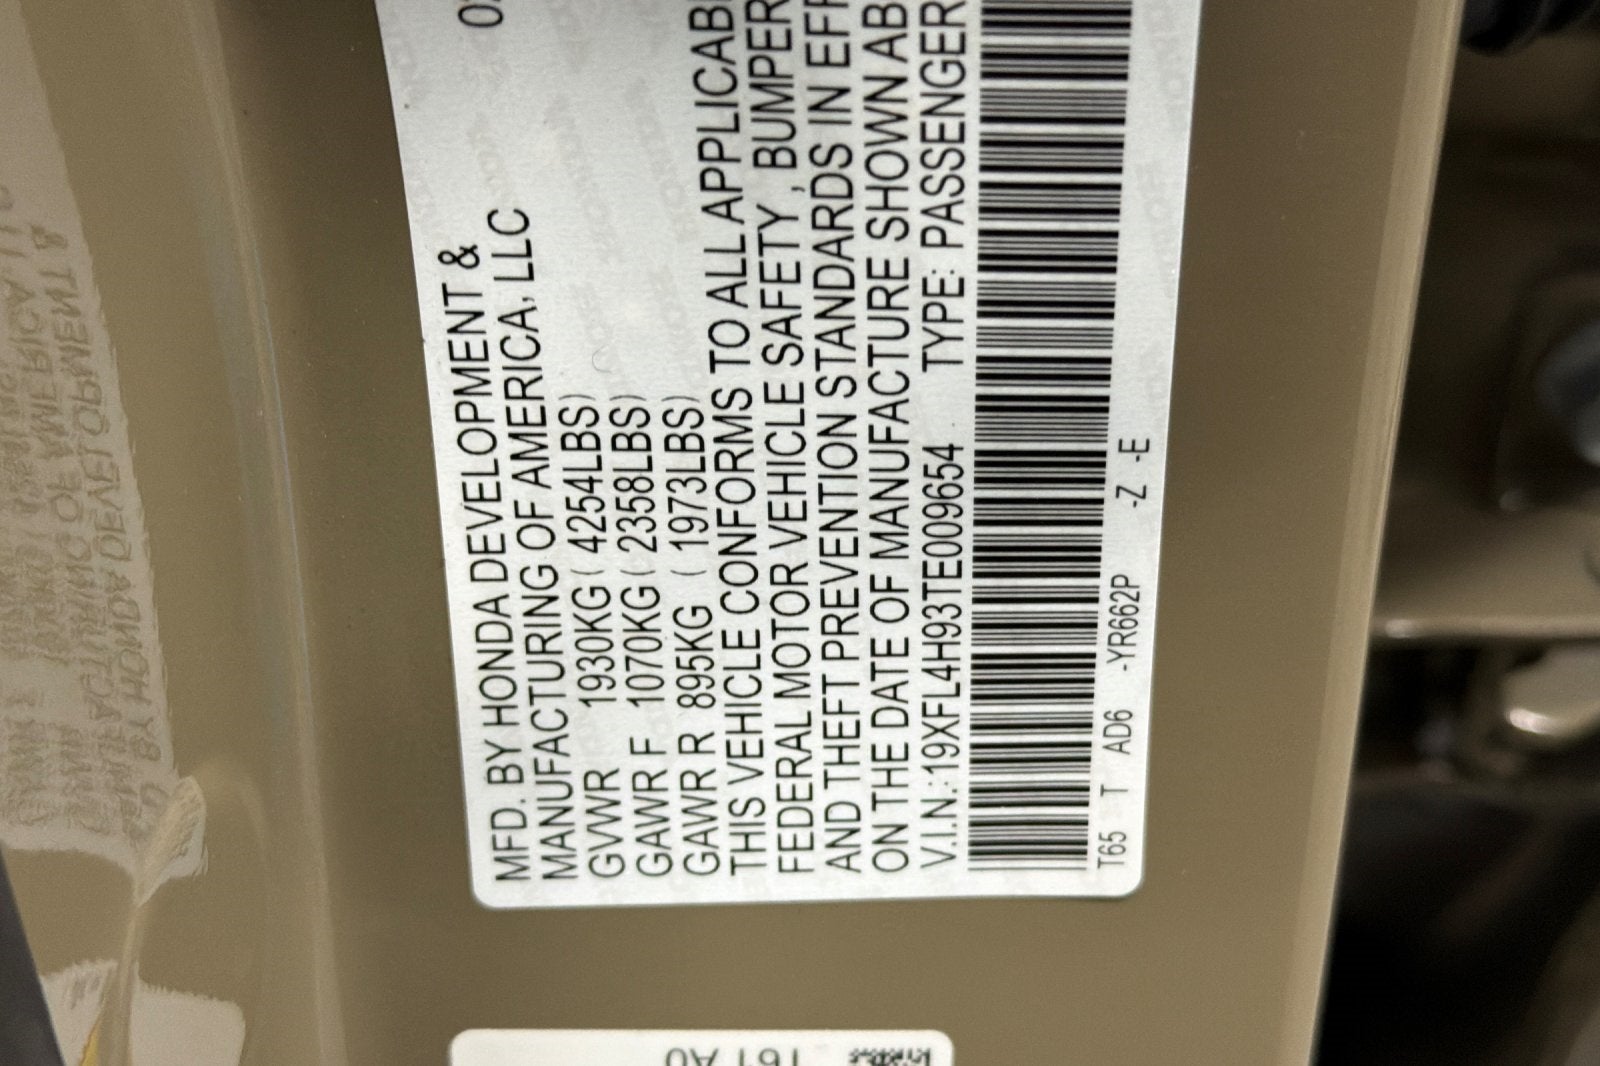 MFD. BY HONDA DEVELOPMENT &
MANUFACTURING OF AMERICA, LLC
GVWR 1930KG ( 4254LBS)
GAWR F 1070KG ( 2358LBS)
GAWR R 895KG ( 1973LBS)
THIS VEHICLE CONFORMS TO ALL APPLICAB
FEDERAL MOTOR VEHICLE SAFETY, BUMPER
AND THEFT PREVENTION STANDARDS IN EFF
ON THE DATE OF MANUFACTURE SHOWN AB
V.I.N.:19XFL4H93TE009654 TYPE: PASSENGER
T65 T AD6 -YR662P -Z -E